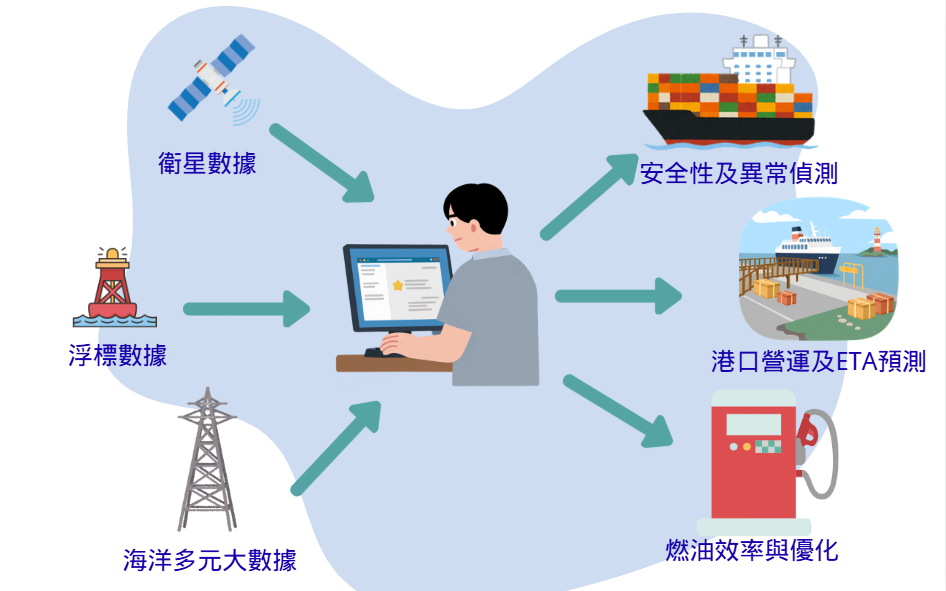 衛星數據
安全性及異常偵測
浮標數據
港口營運及ETA預測
海洋多元大數據
燃油效率與優化